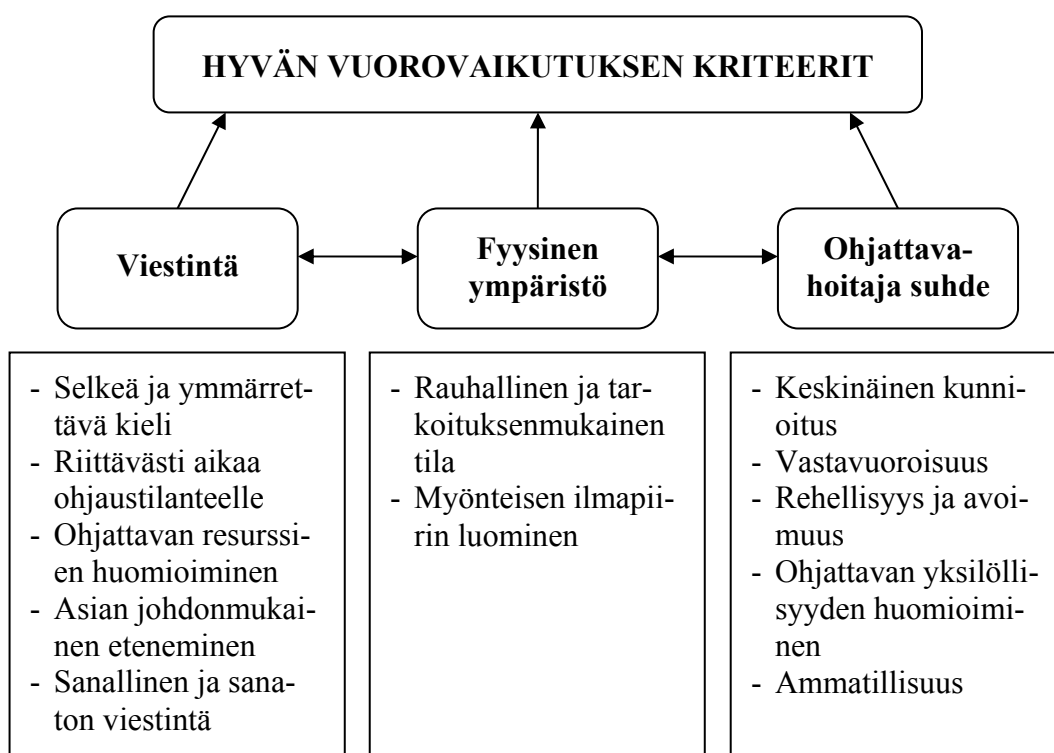 HYVÄN VUOROVAIKUTUKSEN KRITEERIT
Viestintä
Fyysinen
ympäristö
Ohjattava-
hoitaja suhde
- Selkeä ja ymmärret-
tävä kieli
- Riittävästi aikaa
ohjaustilanteelle
- Ohjattavan resurssi-
en huomioiminen
- Asian johdonmukai-
nen eteneminen
- Sanallinen ja sana-
ton viestintä
- Rauhallinen ja tar-
koituksenmukainen
tila
- Myönteisen ilmapii-
rin luominen
- Keskinäinen kunni-
oitus
- Vastavuoroisuus
- Rehellisyys ja avoi-
muus
- Ohjattavan yksilölli-
syyden huomioimi-
nen
- Ammatillisuus